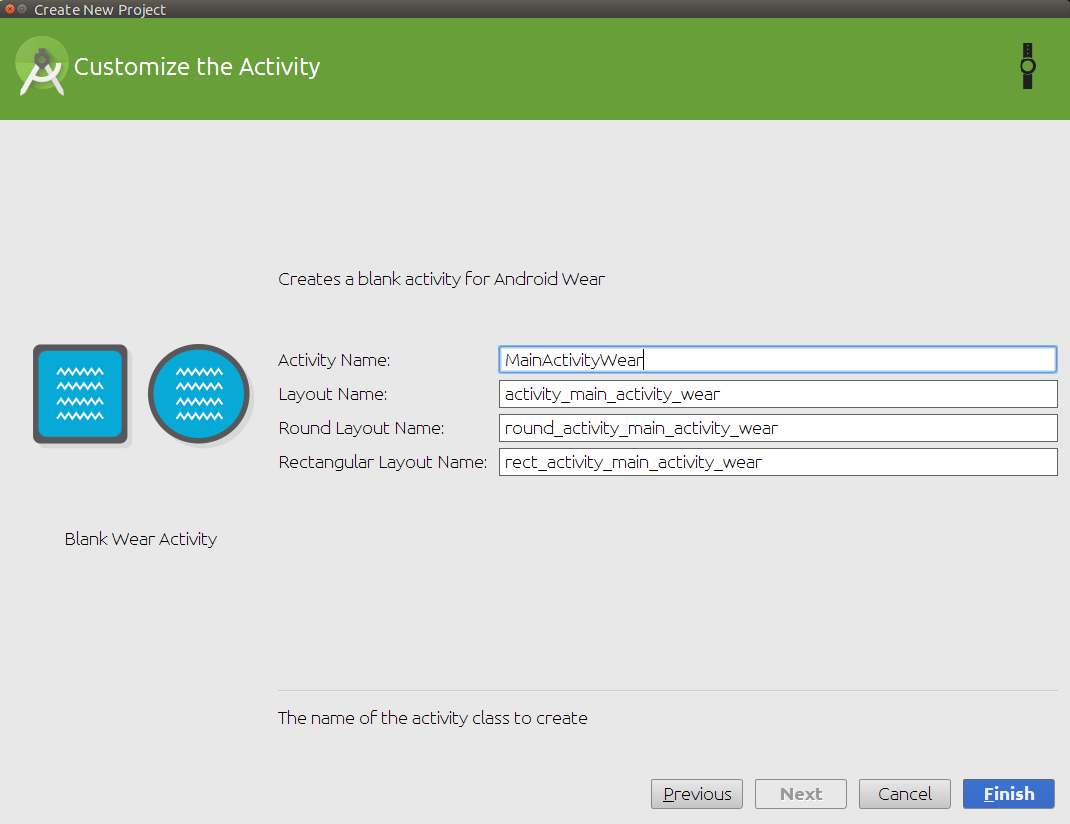 Create New Project
Customize the Activity
Creates a blank activity for Android Wear
Activity Name: MainActivityWear
Layout Name: activity_main_activity_wear
Round Layout Name: round_activity_main_activity_wear
Rectangular Layout Name: rect_activity_main_activity_wear
Blank Wear Activity
The name of the activity class to create
Previous Next Cancel Finish